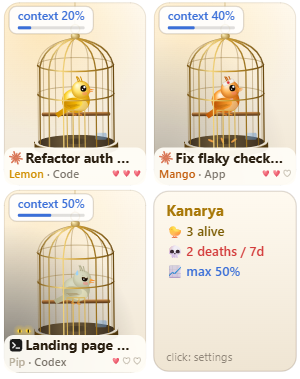 context 20%
Refactor auth ...
Lemon · Code
context 40%
Fix flaky check...
Mango · App
context 50%
Landing page ...
Pip · Codex
Kanarya
3 alive
2 deaths / 7d
max 50%
click: settings